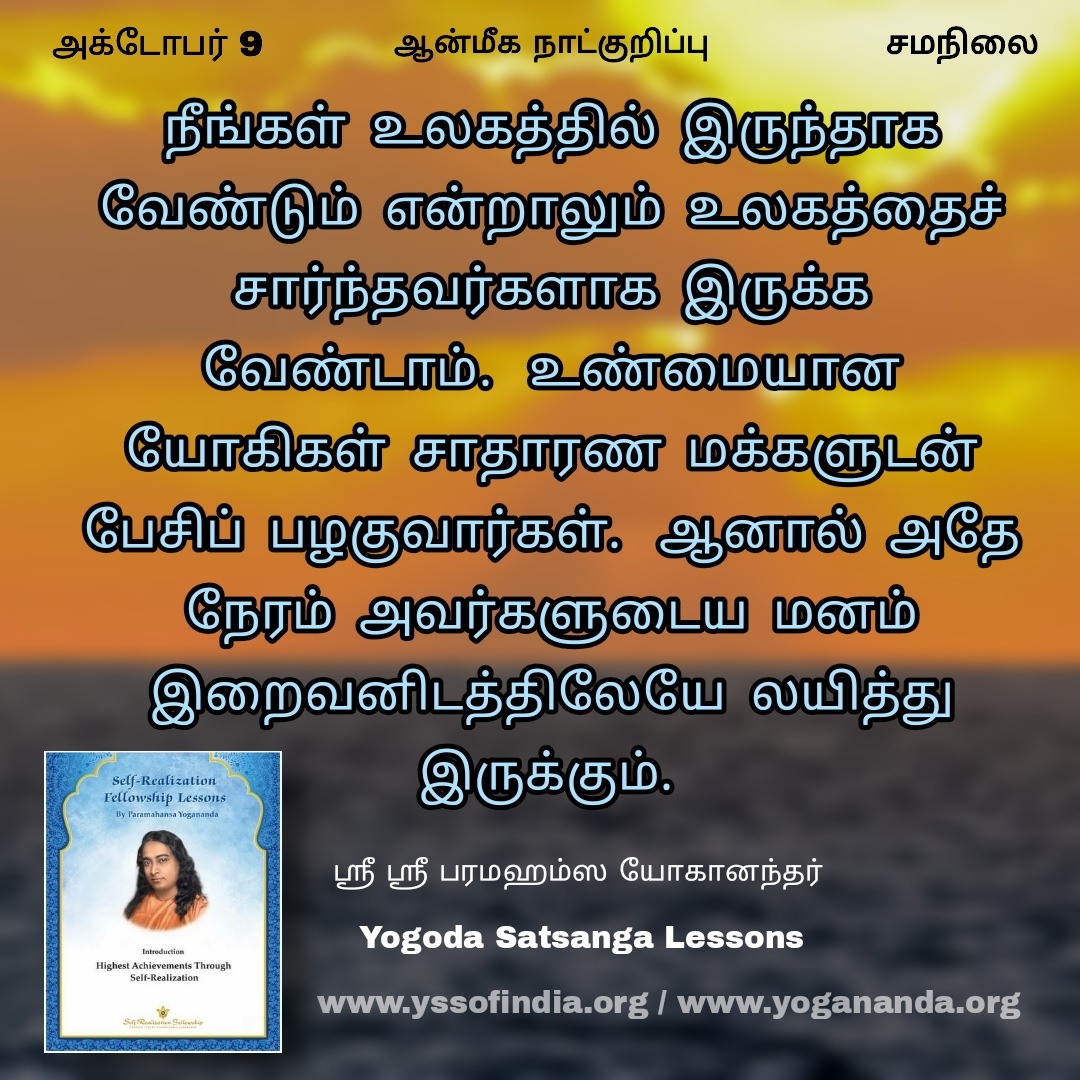 அக்டோபர் 9 ஆன்மீக நாட்குறிப்பு சமநிலை
நீங்கள் உலகத்தில் இருந்தாக
வேண்டும் என்றாலும் உலகத்தைச்
சார்ந்தவர்களாக இருக்க
வேண்டாம். உண்மையான
யோகிகள் சாதாரண மக்களுடன்
பேசிப் பழகுவார்கள். ஆனால் அதே
நேரம் அவர்களுடைய மனம்
இறைவனிடத்திலேயே லயித்து
இருக்கும்.
Self-Realization
Fellowship Lessons
By Paramahansa Yogananda
Introduction
Highest Achievements Through
Self-Realization
Self-Realization Fellowship
ஸ்ரீ ஸ்ரீ பரமஹம்ஸ யோகானந்தர்
Yogoda Satsanga Lessons
www.yssofindia.org / www.yogananda.org